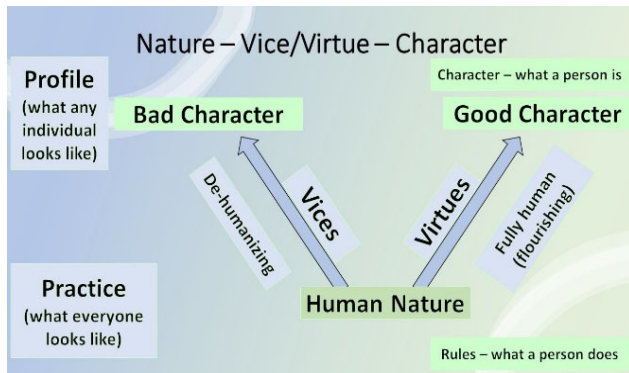 Nature – Vice/Virtue – Character
Profile
(what any
individual
looks like)
Character – what a person is
Bad Character
Good Character
De-humanizing
Vices
Virtues
Fully human
(flourishing)
Practice
(what everyone
looks like)
Human Nature
Rules – what a person does